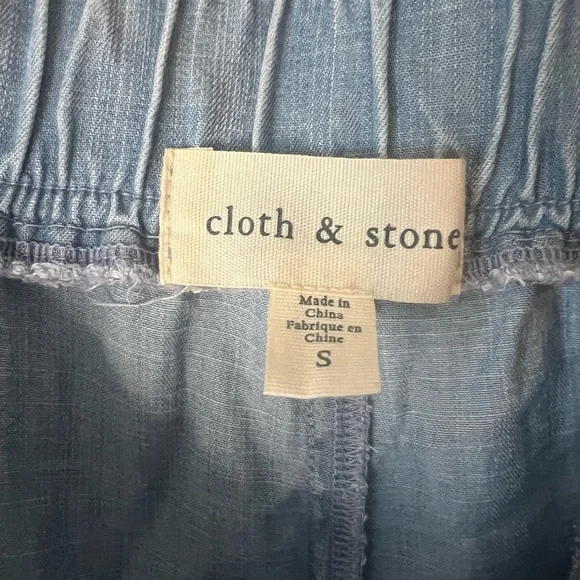 cloth & stone
Made in
China
Fabrique en
Chine
S